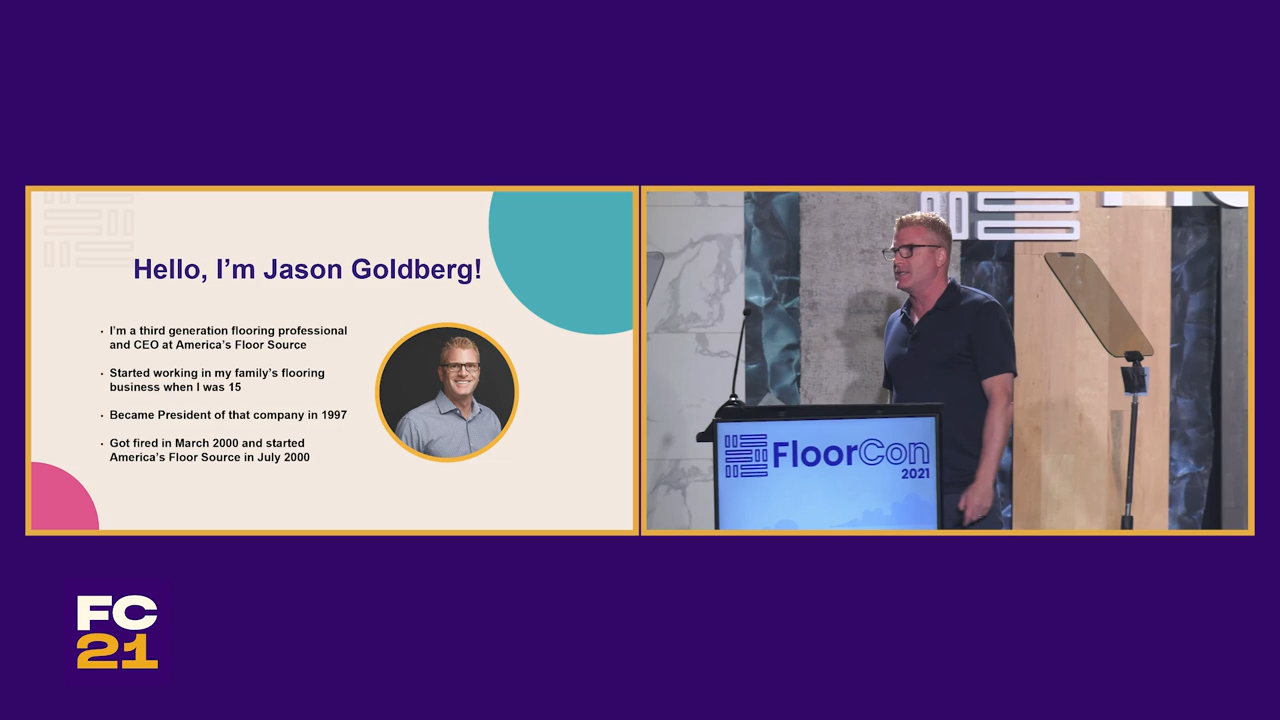 Hello, I'm Jason Goldberg!
• I'm a third generation flooring professional
and CEO at America's Floor Source
• Started working in my family's flooring
business when I was 15
• Became President of that company in 1997
• Got fired in March 2000 and started
America's Floor Source in July 2000
FloorCon
2021
FC
21